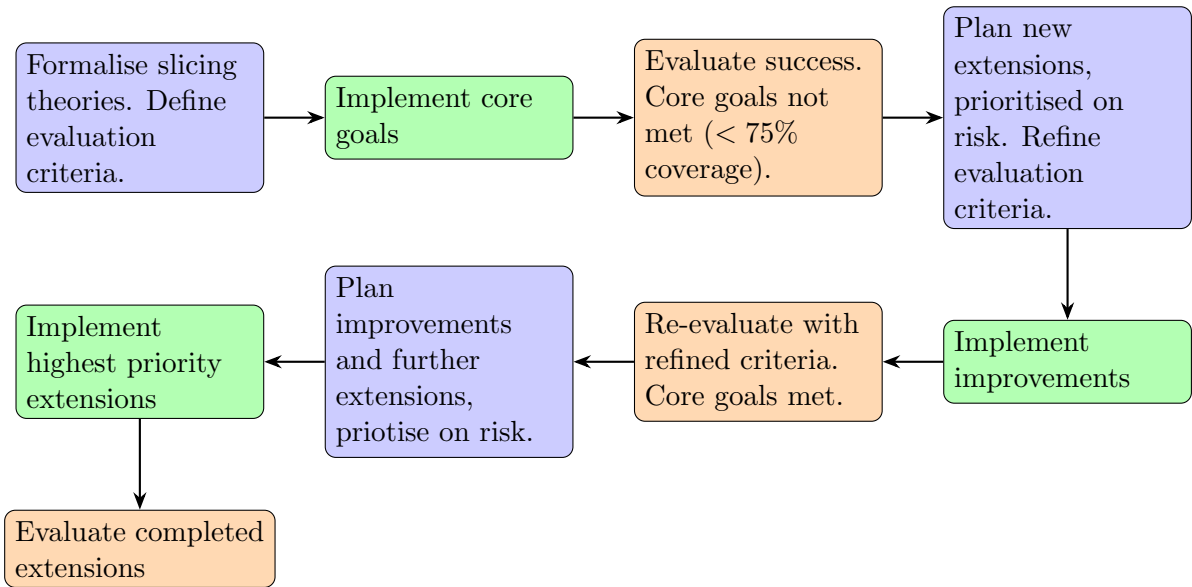 Formalise slicing
theories. Define
evaluation
criteria.
Implement core
goals
Evaluate success.
Core goals not
met (< 75%
coverage).
Plan new
extensions,
prioritised on
risk. Refine
evaluation
criteria.
Implement
improvements
Re-evaluate with
refined criteria.
Core goals met.
Plan
improvements
and further
extensions,
priotise on risk.
Implement
highest priority
extensions
Evaluate completed
extensions